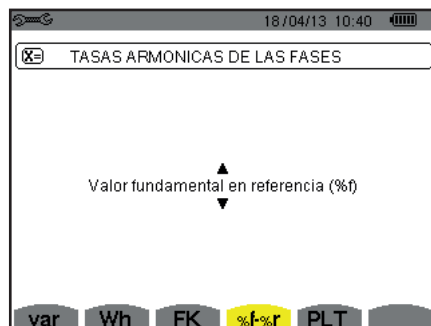 18/04/13 10:40
X= TASAS ARMONICAS DE LAS FASES
Valor fundamental en referencia (%f)
var Wh FK %f-%r PLT